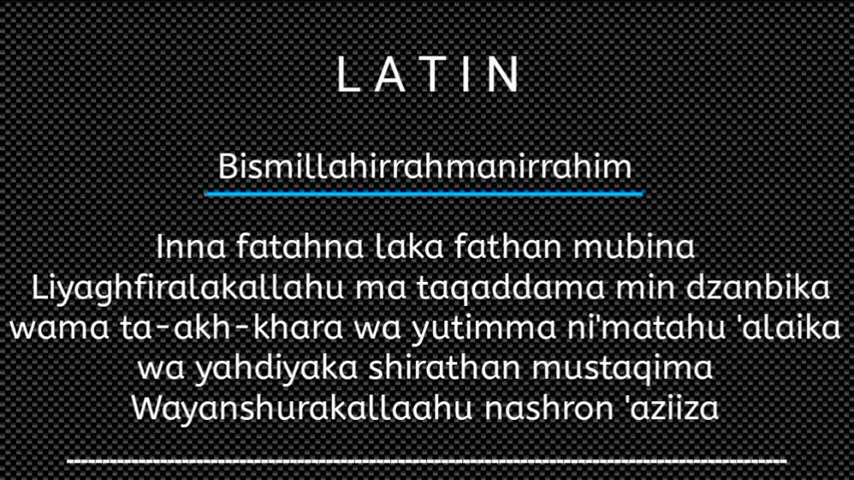 LATIN
Bismillahirrahmanirrahim
Inna fatahna laka fathan mubina
Liyaghfiralakallahu ma taqaddama min dzanbika
wama ta-akh-khara wa yutimma ni'matahu 'alaika
wa yahdiyaka shirathan mustaqima
Wayanshurakallaahu nashron 'aziiza